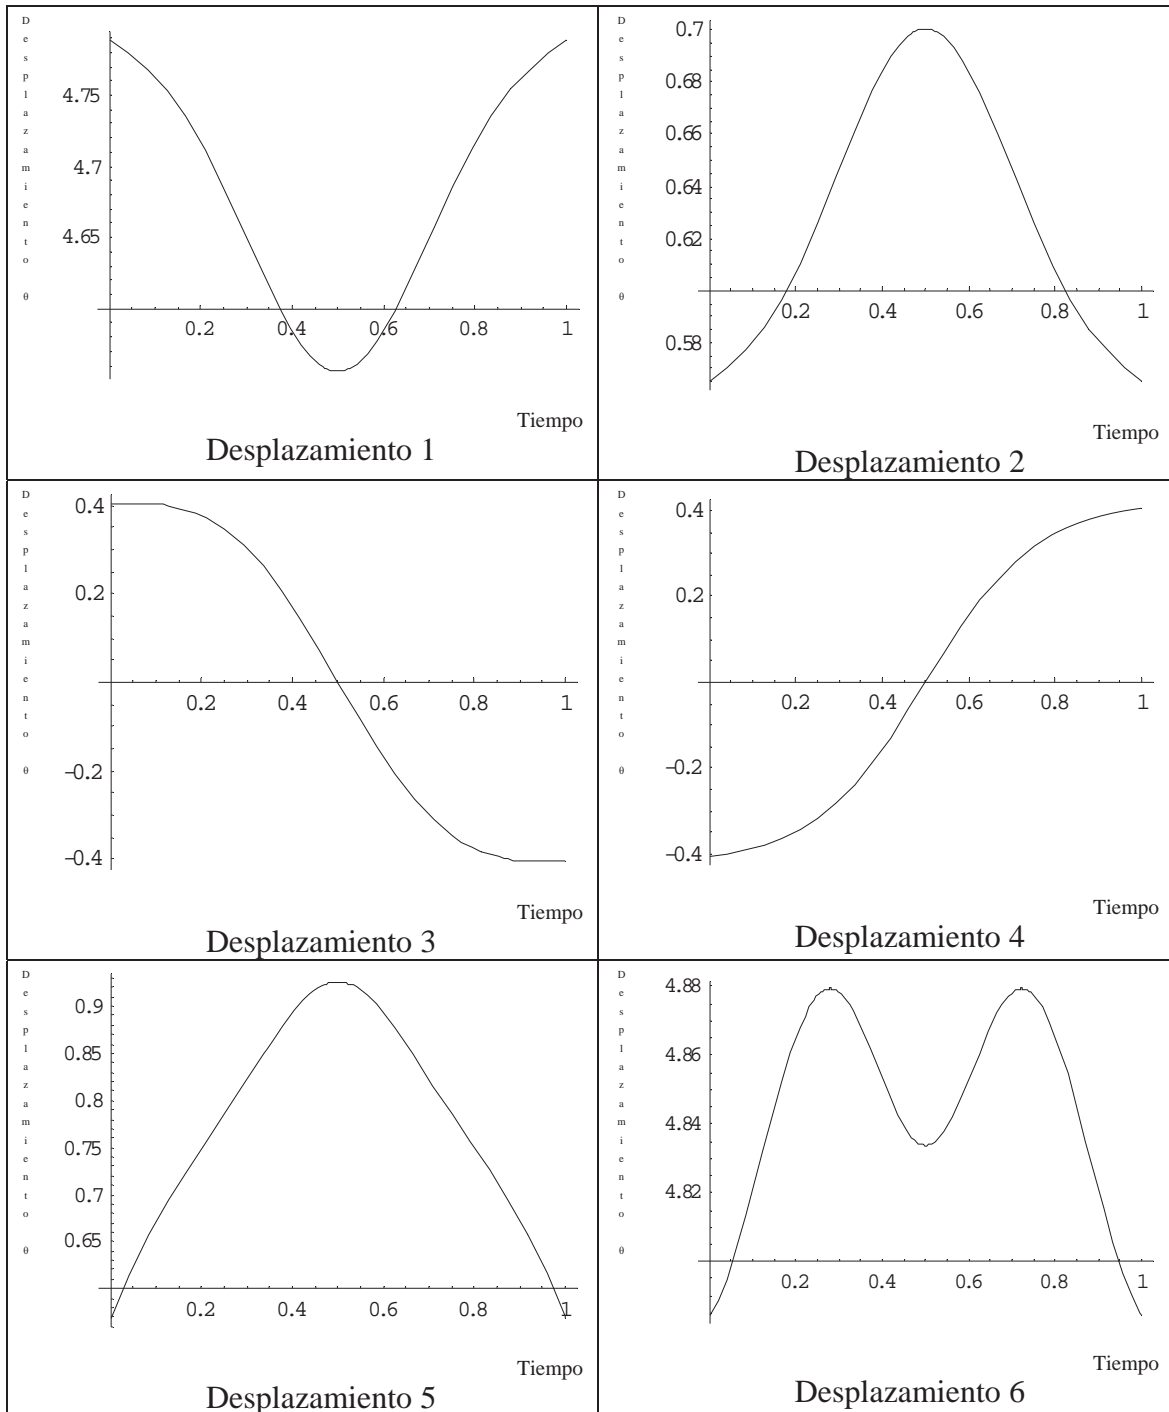 Desplazamiento θ
4.75
4.7
4.65
0.2 0.4 0.6 0.8 1
Tiempo
Desplazamiento 1
Desplazamiento θ
0.7
0.68
0.66
0.64
0.62
0.58
0.2 0.4 0.6 0.8 1
Tiempo
Desplazamiento 2
Desplazamiento θ
0.4
0.2
-0.2
-0.4
0.2 0.4 0.6 0.8 1
Tiempo
Desplazamiento 3
Desplazamiento θ
0.4
0.2
-0.2
-0.4
0.2 0.4 0.6 0.8 1
Tiempo
Desplazamiento 4
Desplazamiento θ
0.9
0.85
0.8
0.75
0.7
0.65
0.2 0.4 0.6 0.8 1
Tiempo
Desplazamiento 5
Desplazamiento θ
4.88
4.86
4.84
4.82
0.2 0.4 0.6 0.8 1
Tiempo
Desplazamiento 6